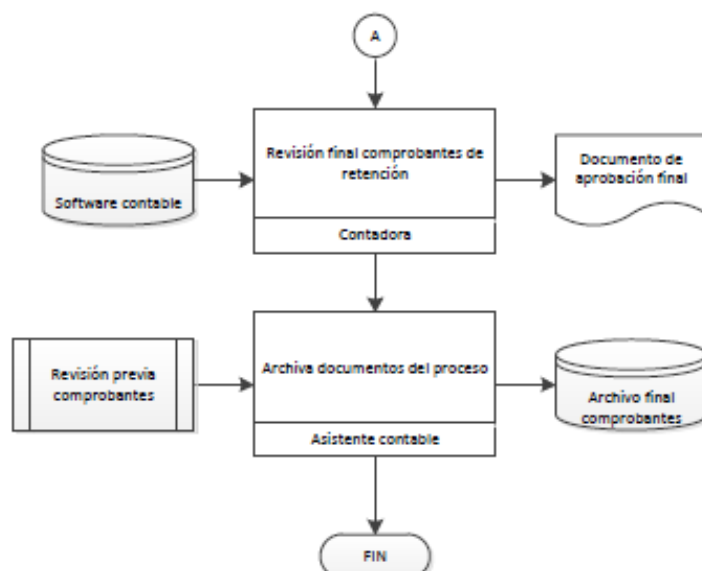 A
Revisión final comprobantes de
retención
Contadora
Software contable
Documento de
aprobación final
Revisión previa
comprobantes
Archiva documentos del proceso
Asistente contable
Archivo final
comprobantes
FIN